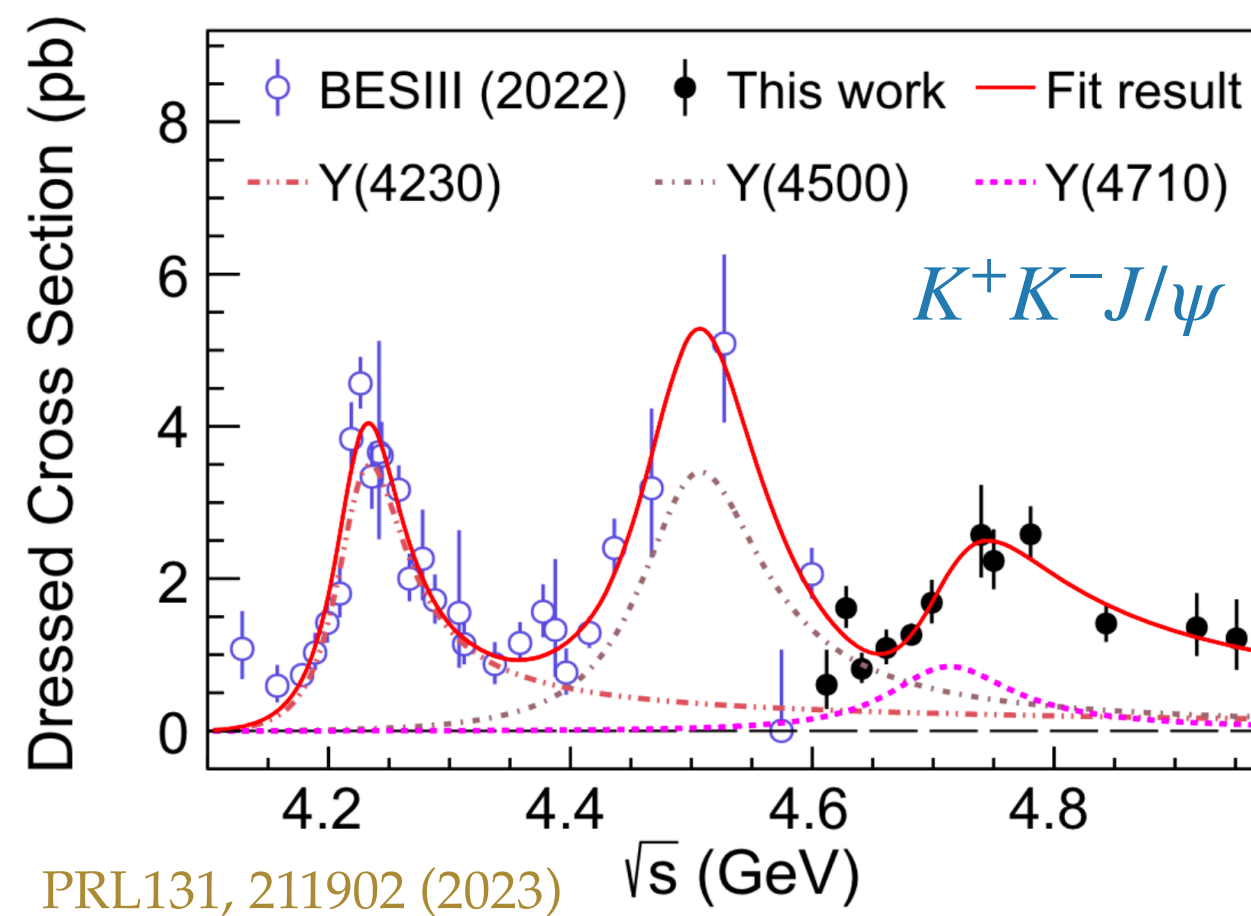 Dressed Cross Section (pb)
8
6
4
2
0
BESIII (2022) This work Fit result
Y(4230) Y(4500) Y(4710)
K⁺K⁻J/ψ
4.2 4.4 4.6 4.8
√s (GeV)
PRL131, 211902 (2023)